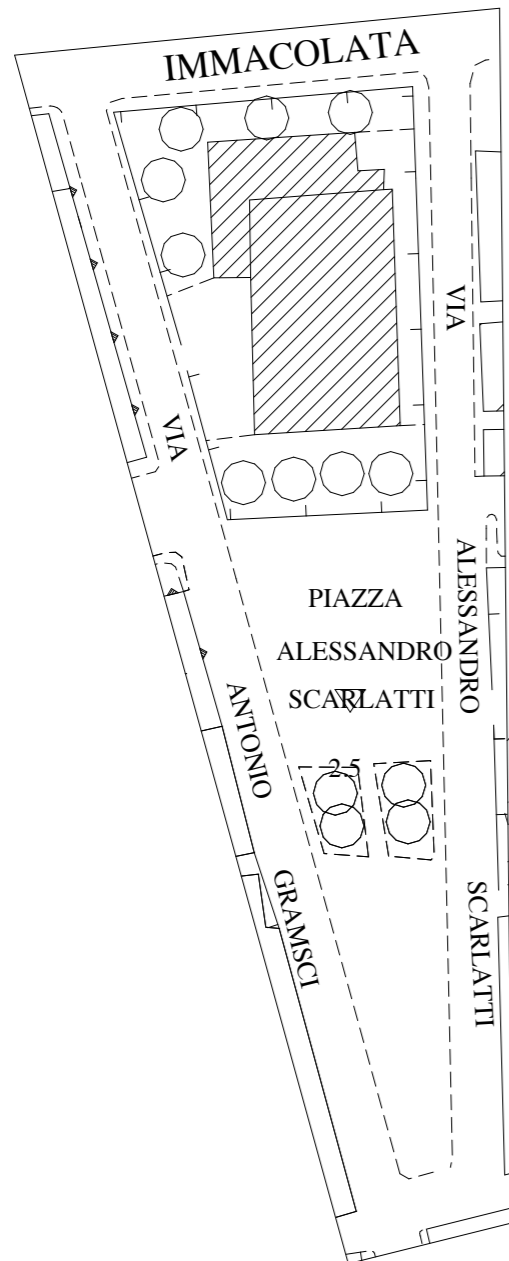 IMMACOLATA
VIA
VIA
PIAZZA
ALESSANDRO
SCARLATTI
2.5
ALESSANDRO
SCARLATTI
ANTONIO
GRAMSCI